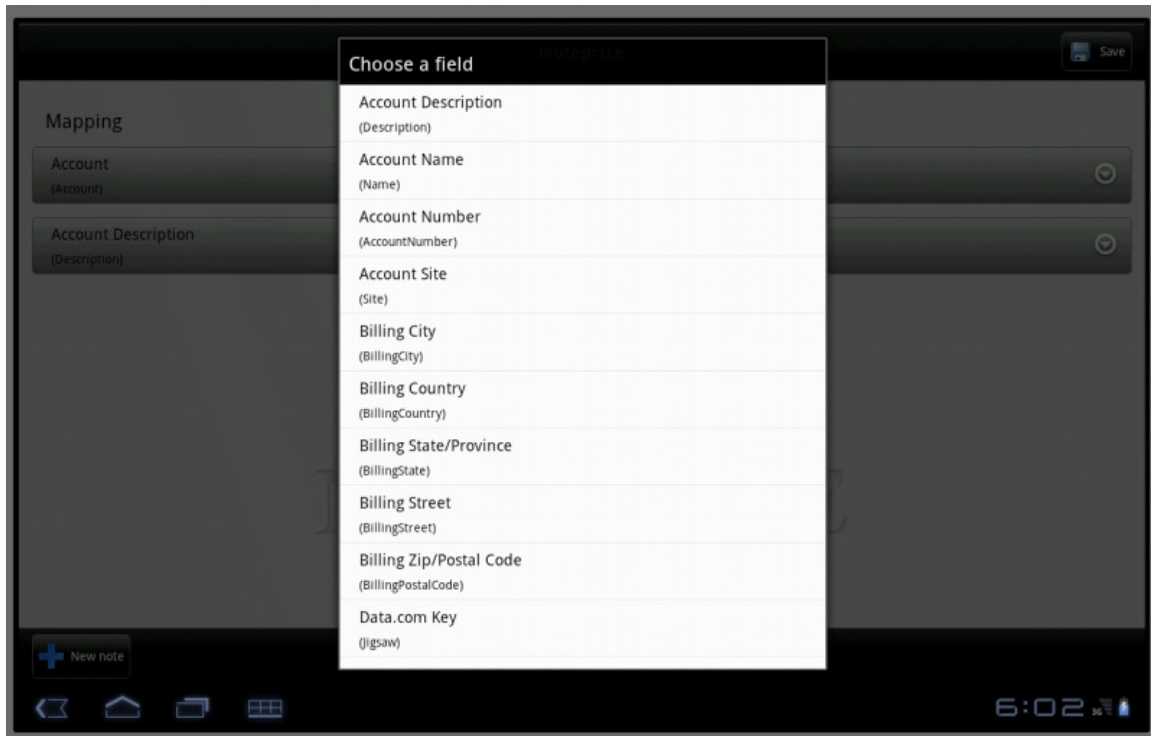 Noteprise
Save
Choose a field
Mapping
Account
(Account)
Account Description
(Description)
Account Description
(Description)
Account Name
(Name)
Account Number
(AccountNumber)
Account Site
(Site)
Billing City
(BillingCity)
Billing Country
(BillingCountry)
Billing State/Province
(BillingState)
Billing Street
(BillingStreet)
Billing Zip/Postal Code
(BillingPostalCode)
Data.com Key
(Jigsaw)
New note
6:02